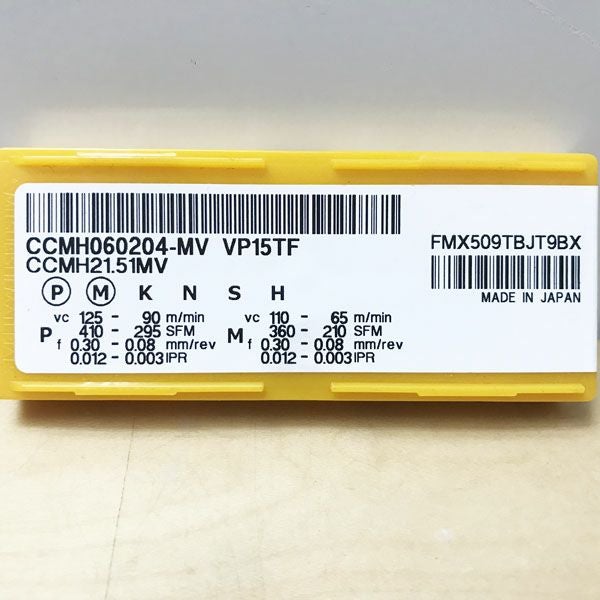 CCMH060204-MV VP15TF
CCMH21.51MV
P M K N S H
P vc 125 - 90 m/min
410 - 295 SFM
f 0.30 - 0.08 mm/rev
0.012 - 0.003 IPR
M vc 110 - 65 m/min
360 - 210 SFM
f 0.30 - 0.08 mm/rev
0.012 - 0.003 IPR
FMX509TBJT9BX
MADE IN JAPAN